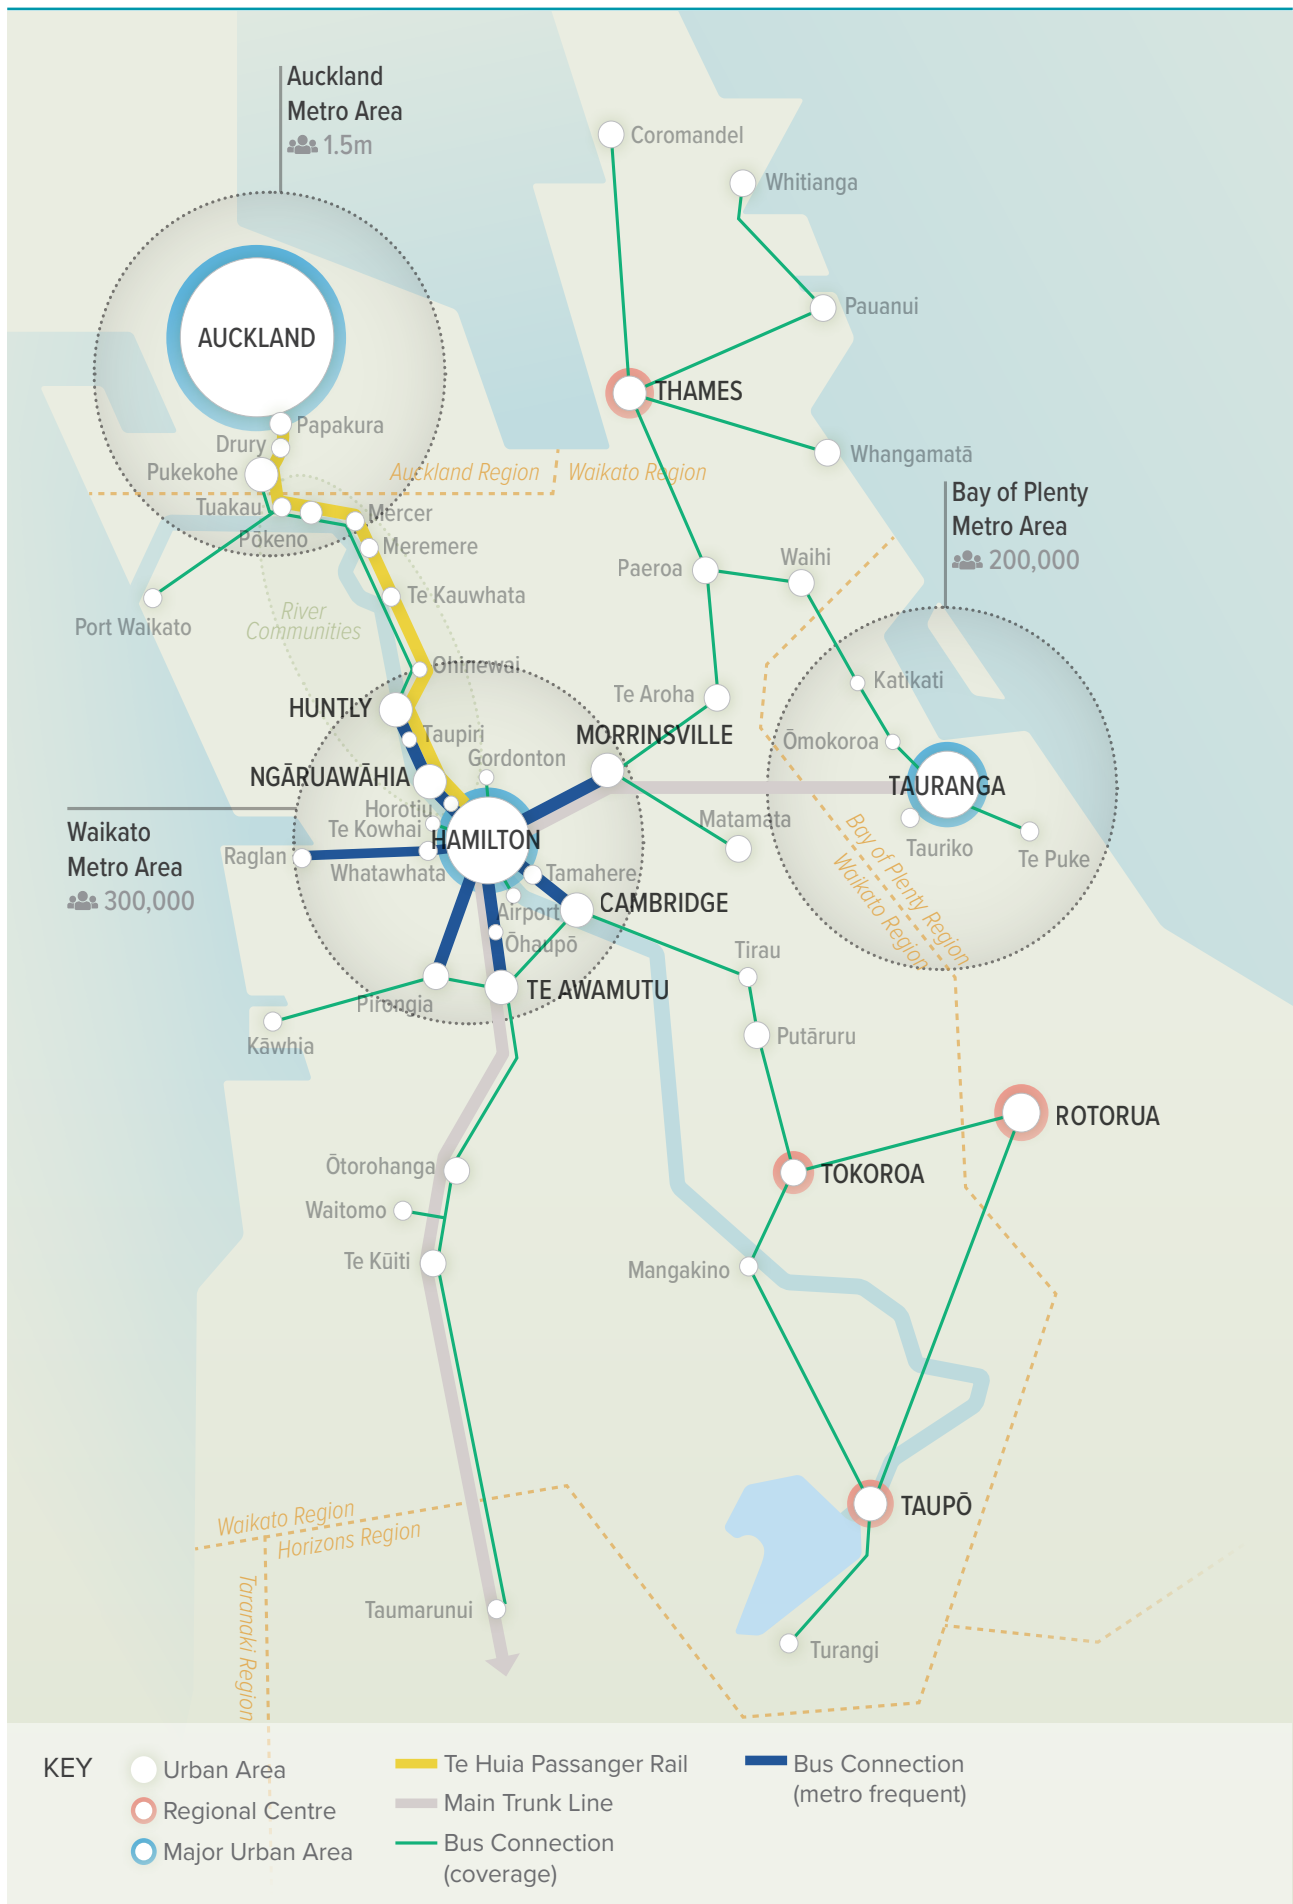 Auckland
Metro Area
1.5m
Coromandel
Whitianga
Pauanui
AUCKLAND
THAMES
Papakura
Drury
Pukekohe
Auckland Region
Waikato Region
Whangamatā
Bay of Plenty
Metro Area
200,000
Tuakau
Mercer
Pōkeno
Meremere
Waihi
Paeroa
Te Kauwhata
River
Communities
Port Waikato
Ohinewai
Katikati
Te Aroha
HUNTLY
Taupiri
MORRINSVILLE
Ōmokoroa
Gordonton
NGĀRUAWĀHIA
TAURANGA
Horotiu
Te Kowhai
Matamata
Waikato
Metro Area
300,000
HAMILTON
Raglan
Whatawhata
Tauriko
Te Puke
Tamahere
Bay of Plenty Region
Waikato Region
CAMBRIDGE
Airport
Ōhaupō
Tirau
TE AWAMUTU
Pirongia
Kāwhia
Putāruru
ROTORUA
Ōtorohanga
TOKOROA
Waitomo
Te Kūiti
Mangakino
TAUPŌ
Waikato Region
Horizons Region
Taranaki Region
Taumarunui
Turangi
KEY
Urban Area
Regional Centre
Major Urban Area
Te Huia Passanger Rail
Main Trunk Line
Bus Connection
(coverage)
Bus Connection
(metro frequent)